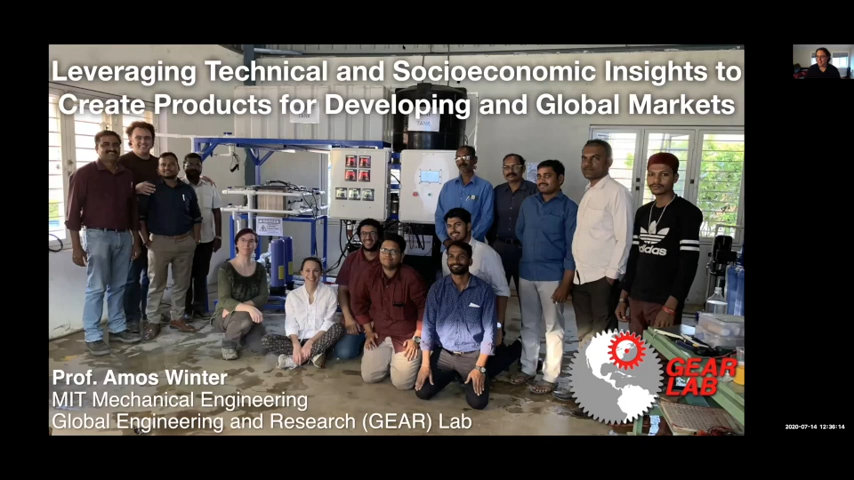 Leveraging Technical and Socioeconomic Insights to
Create Products for Developing and Global Markets
adidas
Prof. Amos Winter
MIT Mechanical Engineering
Global Engineering and Research (GEAR) Lab
GEAR
LAB
2020-07-14 12:36:14